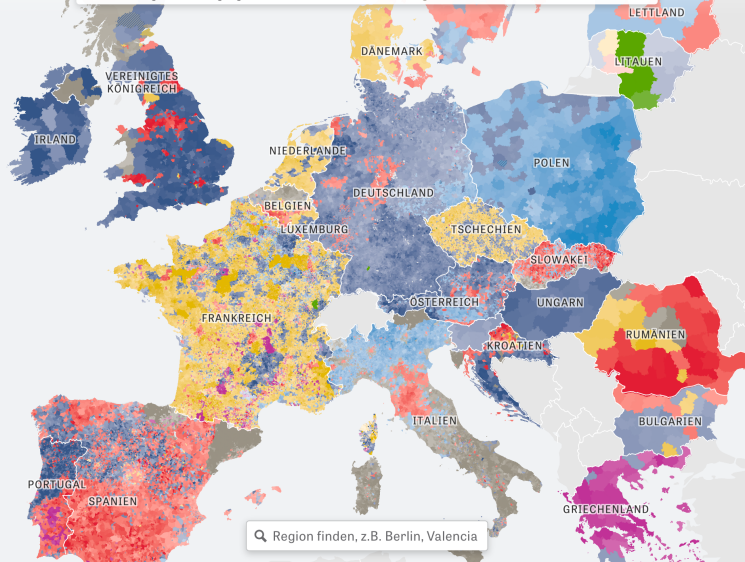 LETTLAND
DÄNEMARK
LITAUEN
VEREINIGTES
KÖNIGREICH
IRLAND
NIEDERLANDE
POLEN
DEUTSCHLAND
BELGIEN
LUXEMBURG
TSCHECHIEN
SLOWAKEI
ÖSTERREICH
UNGARN
FRANKREICH
RUMÄNIEN
KROATIEN
ITALIEN
BULGARIEN
PORTUGAL
SPANIEN
GRIECHENLAND
Region finden, z.B. Berlin, Valencia